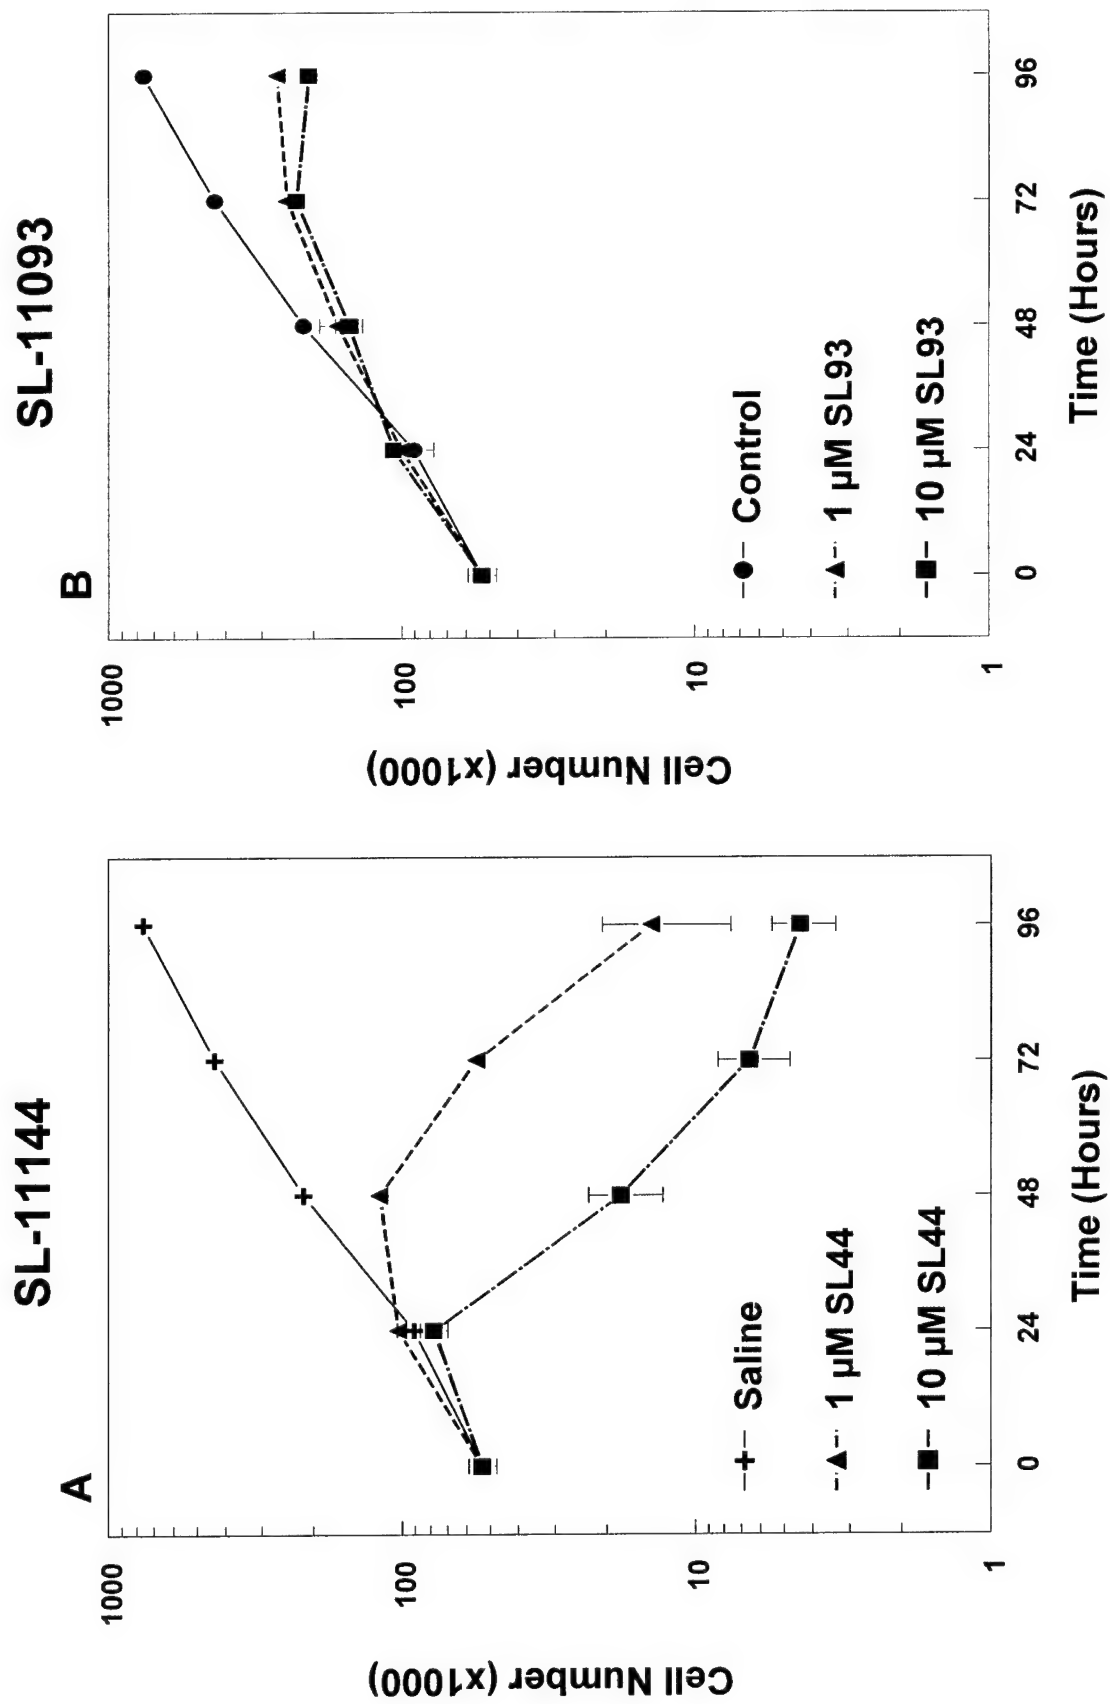 A
SL-11144
Cell Number (x1000)
1000
100
10
1
0
24
48
72
96
Time (Hours)
Saline
1 µM SL44
10 µM SL44
B
SL-11093
Cell Number (x1000)
1000
100
10
1
0
24
48
72
96
Time (Hours)
Control
1 µM SL93
10 µM SL93